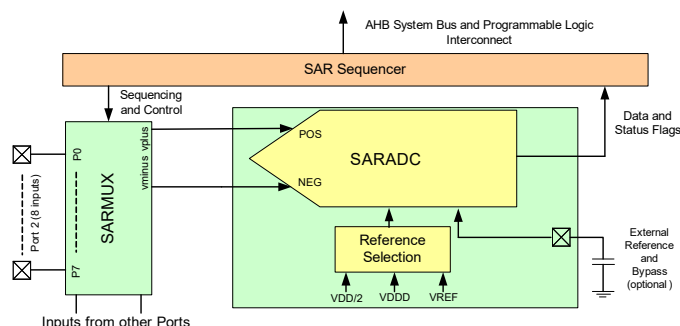 AHB System Bus and Programmable Logic
Interconnect
SAR Sequencer
Sequencing
and Control
Data and
Status Flags
vminus vplus
POS
NEG
SARADC
SARMUX
P0
P7
Port 2 (8 inputs)
Reference
Selection
VDD/2
VDDD
VREF
External
Reference
and
Bypass
(optional)
Inputs from other Ports